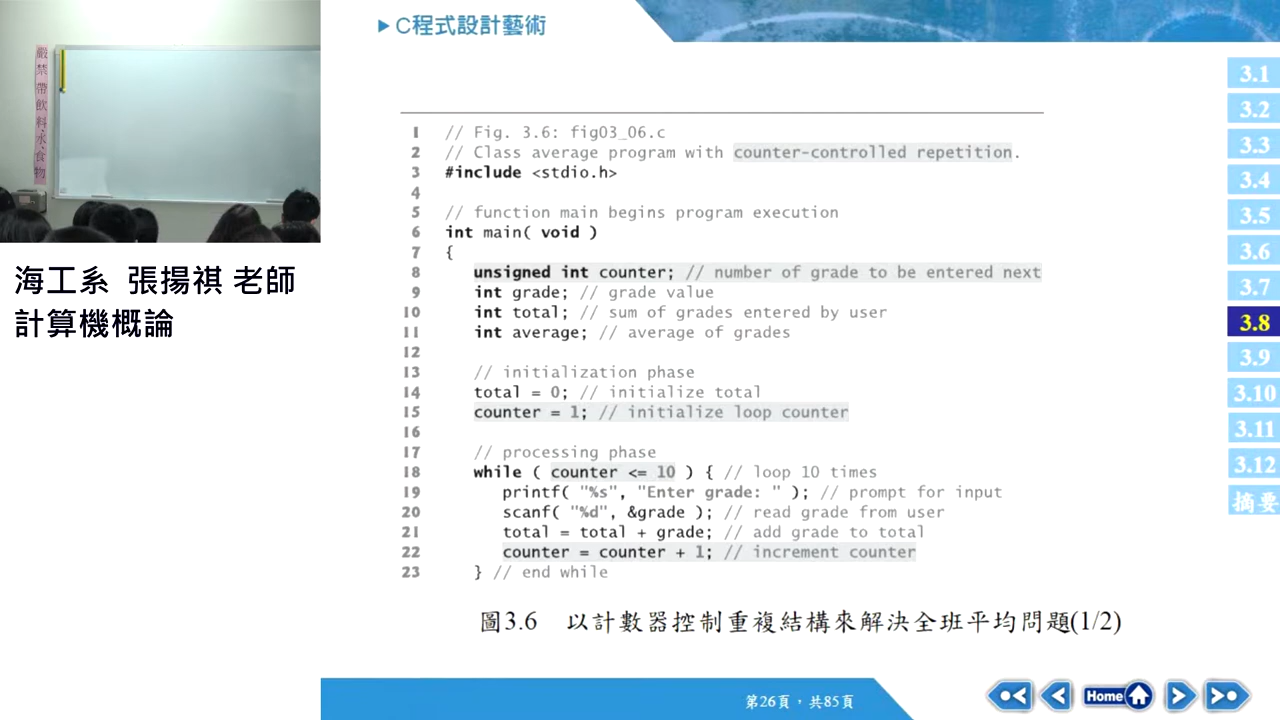 嚴禁帶飲料、水、食物
海工系 張揚祺 老師
計算機概論
C程式設計藝術
1 // Fig. 3.6: fig03_06.c
2 // Class average program with counter-controlled repetition.
3 #include <stdio.h>
4
5 // function main begins program execution
6 int main( void )
7 {
8 unsigned int counter; // number of grade to be entered next
9 int grade; // grade value
10 int total; // sum of grades entered by user
11 int average; // average of grades
12
13 // initialization phase
14 total = 0; // initialize total
15 counter = 1; // initialize loop counter
16
17 // processing phase
18 while ( counter <= 10 ) { // loop 10 times
19 printf( "%s", "Enter grade: " ); // prompt for input
20 scanf( "%d", &grade ); // read grade from user
21 total = total + grade; // add grade to total
22 counter = counter + 1; // increment counter
23 } // end while
圖3.6 以計數器控制重複結構來解決全班平均問題(1/2)
3.1
3.2
3.3
3.4
3.5
3.6
3.7
3.8
3.9
3.10
3.11
3.12
摘要
第26頁，共85頁
Home